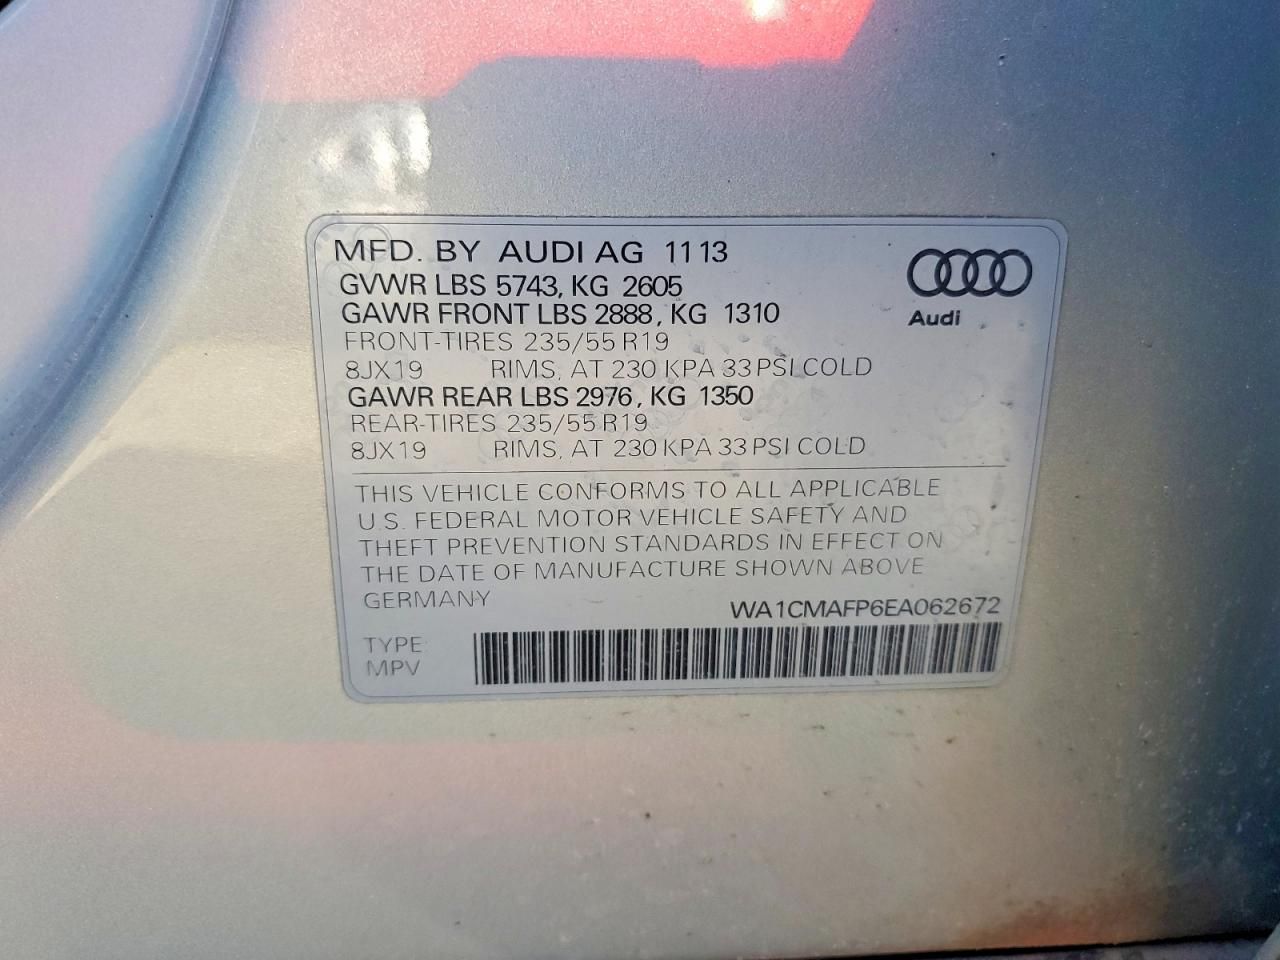 MFD. BY AUDI AG 11 13
GVWR LBS 5743, KG 2605
GAWR FRONT LBS 2888, KG 1310
FRONT-TIRES 235/55 R19
8JX19 RIMS, AT 230 KPA 33 PSI COLD
GAWR REAR LBS 2976, KG 1350
REAR-TIRES 235/55 R19
8JX19 RIMS, AT 230 KPA 33 PSI COLD
Audi
THIS VEHICLE CONFORMS TO ALL APPLICABLE
U.S. FEDERAL MOTOR VEHICLE SAFETY AND
THEFT PREVENTION STANDARDS IN EFFECT ON
THE DATE OF MANUFACTURE SHOWN ABOVE
GERMANY
WA1CMAFP6EA062672
TYPE:
MPV